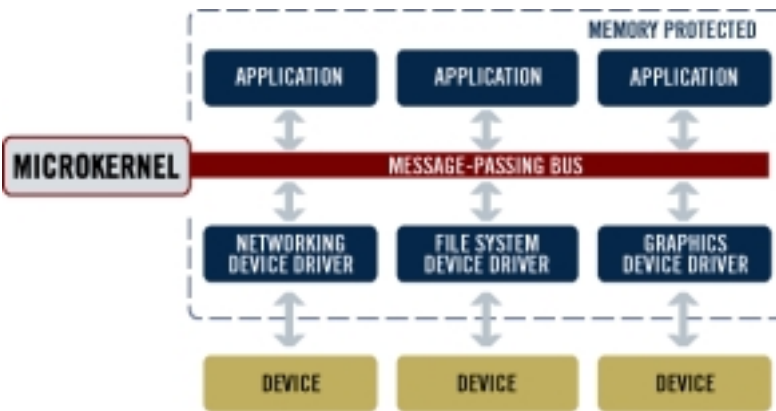 MEMORY PROTECTED
APPLICATION
APPLICATION
APPLICATION
MICROKERNEL
MESSAGE-PASSING BUS
NETWORKING
DEVICE DRIVER
FILE SYSTEM
DEVICE DRIVER
GRAPHICS
DEVICE DRIVER
DEVICE
DEVICE
DEVICE